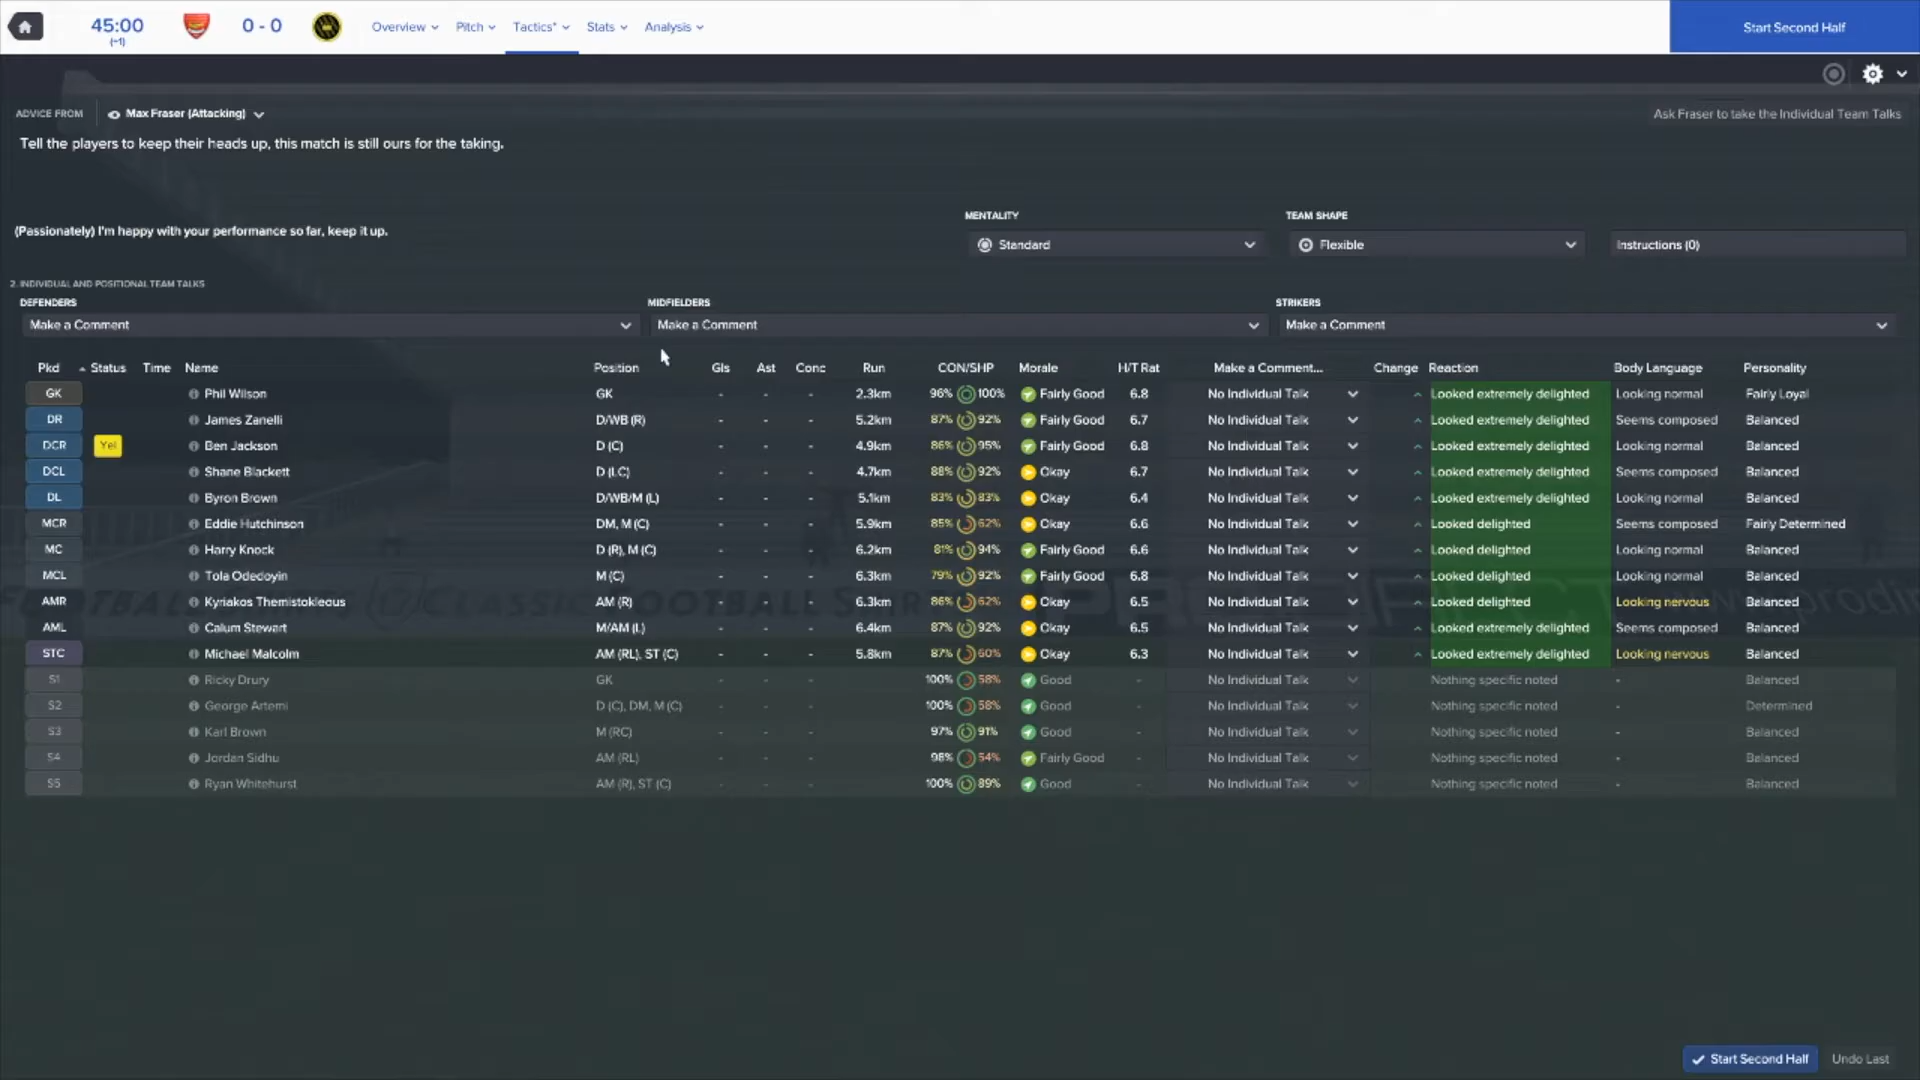 45:00
(+1)
0 - 0
Overview
Pitch
Tactics*
Stats
Analysis
Start Second Half
ADVICE FROM
Max Fraser (Attacking)
Ask Fraser to take the Individual Team Talks
Tell the players to keep their heads up, this match is still ours for the taking.
(Passionately) I'm happy with your performance so far, keep it up.
MENTALITY
TEAM SHAPE
Standard
Flexible
Instructions (0)
2. INDIVIDUAL AND POSITIONAL TEAM TALKS
DEFENDERS
MIDFIELDERS
STRIKERS
Make a Comment
Make a Comment
Make a Comment
Pkd Status Time Name Position Gls Ast Conc Run CON/SHP Morale H/T Rat Make a Comment... Change Reaction Body Language Personality
GK Phil Wilson GK - - - 2.3km 96% 100% Fairly Good 6.8 No Individual Talk Looked extremely delighted Looking normal Fairly Loyal
DR James Zanelli D/WB (R) - - - 5.2km 87% 92% Fairly Good 6.7 No Individual Talk Looked extremely delighted Seems composed Balanced
DCR Yel Ben Jackson D (C) - - - 4.9km 86% 95% Fairly Good 6.8 No Individual Talk Looked extremely delighted Looking normal Balanced
DCL Shane Blackett D (LC) - - - 4.7km 88% 92% Okay 6.7 No Individual Talk Looked extremely delighted Seems composed Balanced
DL Byron Brown D/WB/M (L) - - - 5.1km 83% 83% Okay 6.4 No Individual Talk Looked extremely delighted Looking normal Balanced
MCR Eddie Hutchinson DM, M (C) - - - 5.9km 85% 62% Okay 6.6 No Individual Talk Looked delighted Seems composed Fairly Determined
MC Harry Knock D (R), M (C) - - - 6.2km 81% 94% Fairly Good 6.6 No Individual Talk Looked delighted Looking normal Balanced
MCL Tola Odedoyin M (C) - - - 6.3km 79% 92% Fairly Good 6.8 No Individual Talk Looked delighted Looking normal Balanced
AMR Kyriakos Themistokleous AM (R) - - - 6.3km 86% 62% Okay 6.5 No Individual Talk Looked delighted Looking nervous Balanced
AML Calum Stewart M/AM (L) - - - 6.4km 87% 92% Okay 6.5 No Individual Talk Looked extremely delighted Seems composed Balanced
STC Michael Malcolm AM (RL), ST (C) - - - 5.8km 87% 60% Okay 6.3 No Individual Talk Looked extremely delighted Looking nervous Balanced
S1 Ricky Drury GK - - - 100% 58% Good - No Individual Talk Nothing specific noted - Balanced
S2 George Artemi D (C), DM, M (C) - - - 100% 58% Good - No Individual Talk Nothing specific noted - Determined
S3 Karl Brown M (RC) - - - 97% 91% Good - No Individual Talk Nothing specific noted - Balanced
S4 Jordan Sidhu AM (RL) - - - 98% 54% Fairly Good - No Individual Talk Nothing specific noted - Balanced
S5 Ryan Whitehurst AM (R), ST (C) - - - 100% 89% Good - No Individual Talk Nothing specific noted - Balanced
Start Second Half
Undo Last